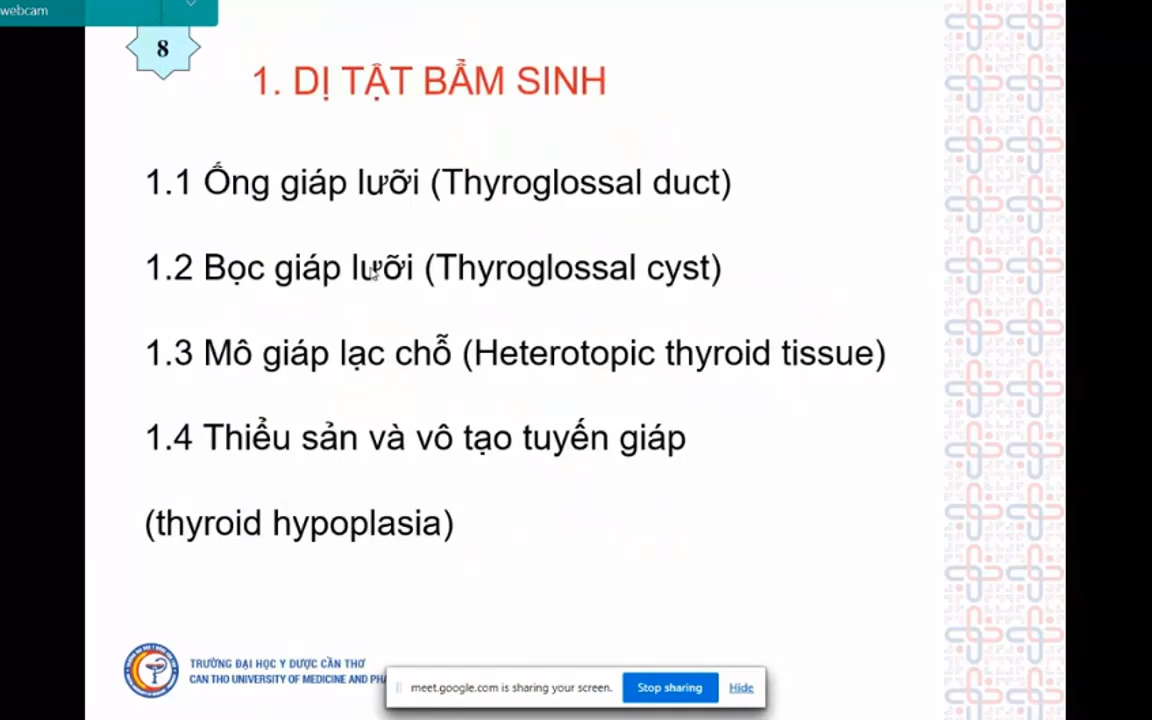 webcam
8
1. DỊ TẬT BẨM SINH
1.1 Ống giáp lưỡi (Thyroglossal duct)
1.2 Bọc giáp lưỡi (Thyroglossal cyst)
1.3 Mô giáp lạc chỗ (Heterotopic thyroid tissue)
1.4 Thiểu sản và vô tạo tuyến giáp
(thyroid hypoplasia)
TRƯỜNG ĐẠI HỌC Y DƯỢC CẦN THƠ
CAN THO UNIVERSITY OF MEDICINE AND PHA
meet.google.com is sharing your screen. Stop sharing Hide